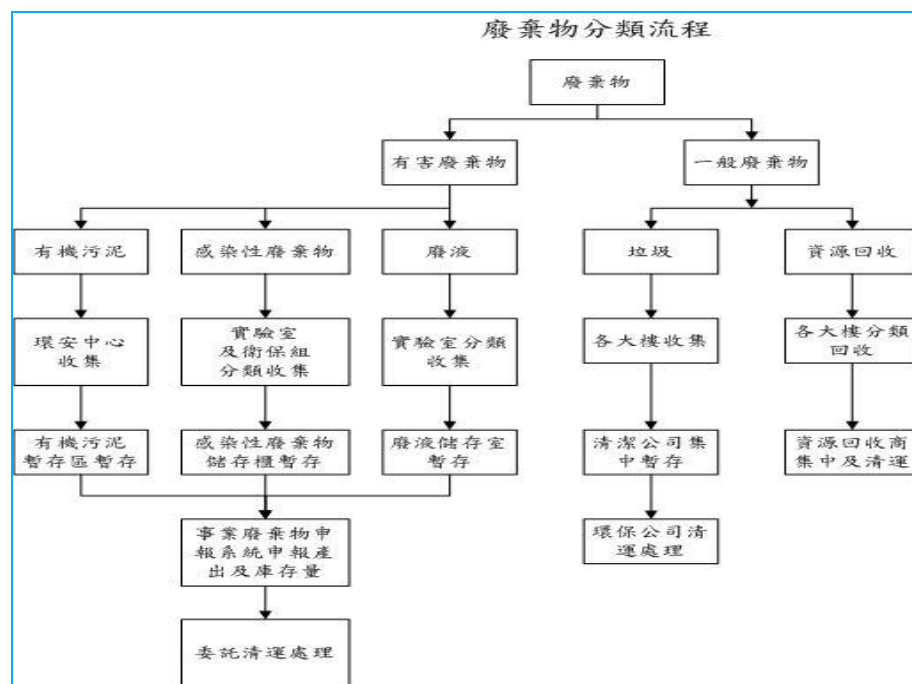 廢棄物分類流程
廢棄物
有害廢棄物
一般廢棄物
有機污泥
感染性廢棄物
廢液
垃圾
資源回收
環安中心
收集
實驗室
及衛保組
分類收集
實驗室分類
收集
各大樓收集
各大樓分類
回收
有機污泥
暫存區暫存
感染性廢棄物
儲存櫃暫存
廢液儲存室
暫存
清潔公司集
中暫存
資源回收商
集中及清運
事業廢棄物申
報系統申報產
出及庫存量
環保公司清
運處理
委託清運處理